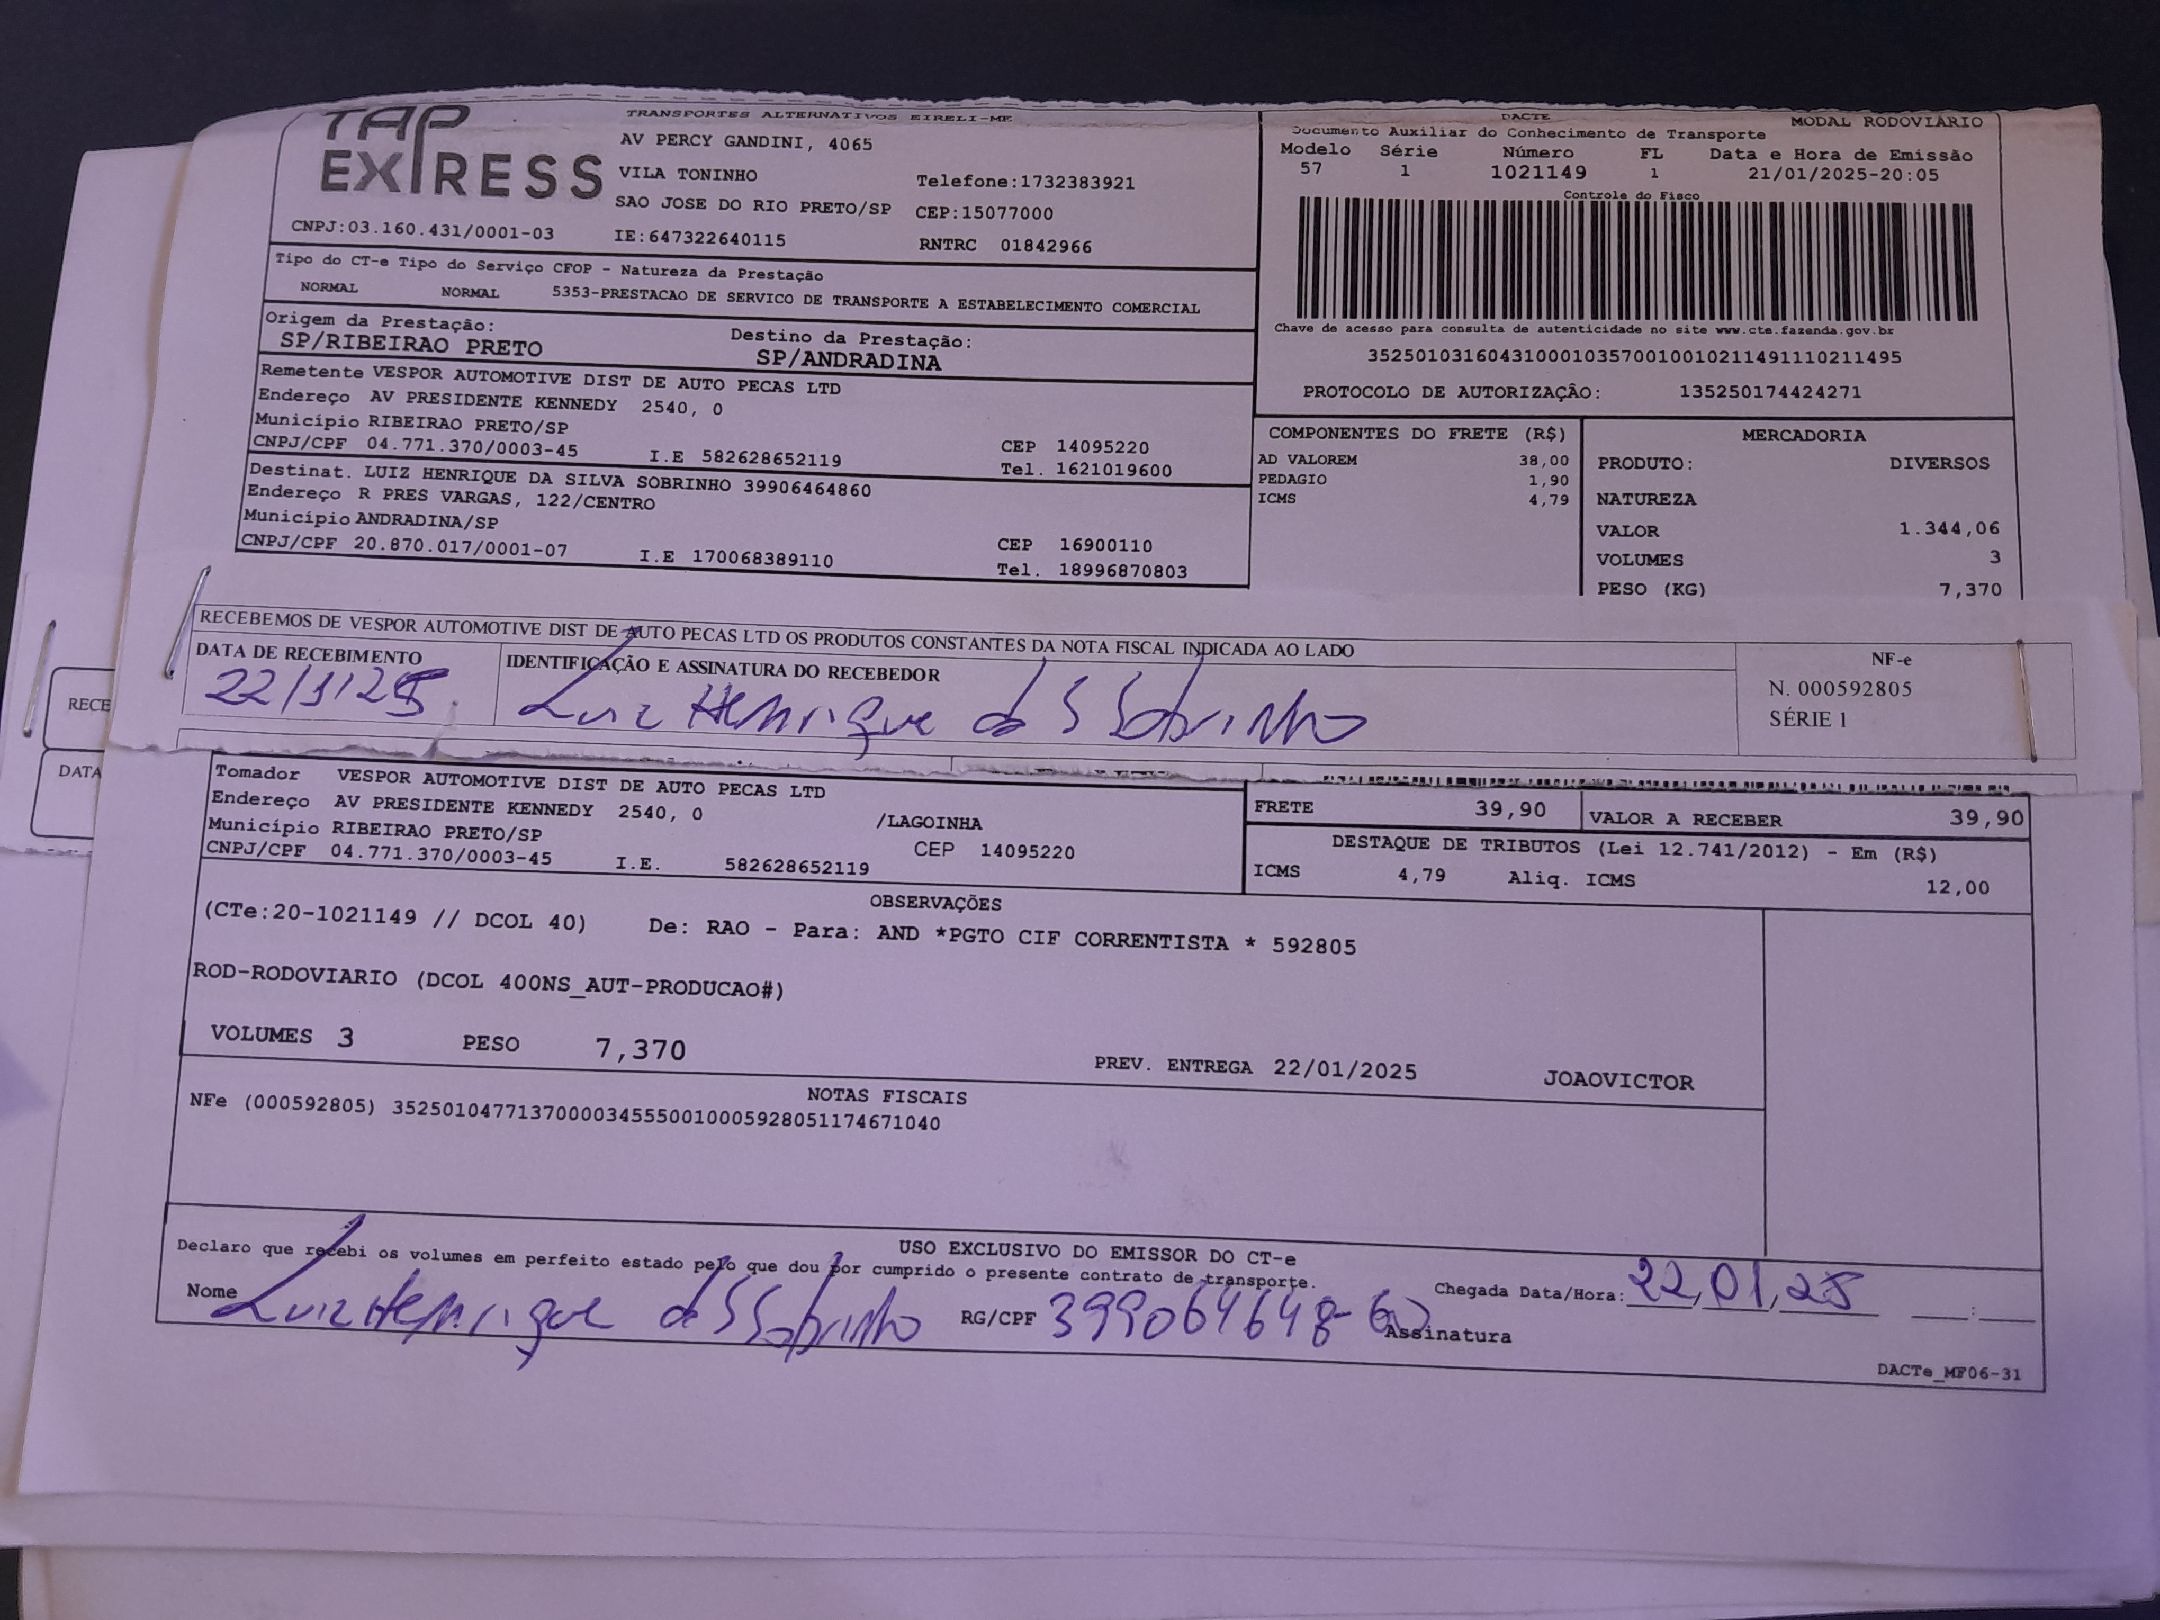 TAP
EXPRESS
TRANSPORTES ALTERNATIVOS EIRELI-ME
AV PERCY GANDINI, 4065
VILA TONINHO Telefone:1732383921
SAO JOSE DO RIO PRETO/SP CEP:15077000
CNPJ:03.160.431/0001-03 IE:647322640115 RNTRC 01842966
DACTE MODAL RODOVIÁRIO
Documento Auxiliar do Conhecimento de Transporte
Modelo Série Número FL Data e Hora de Emissão
57 1 1021149 1 21/01/2025-20:05
Controle do Fisco
Chave de acesso para consulta de autenticidade no site www.cte.fazenda.gov.br
35250103160431000103570010010211491110211495
PROTOCOLO DE AUTORIZAÇÃO: 135250174424271
Tipo do CT-e Tipo do Serviço CFOP - Natureza da Prestação
NORMAL NORMAL 5353-PRESTACAO DE SERVICO DE TRANSPORTE A ESTABELECIMENTO COMERCIAL
Origem da Prestação: Destino da Prestação:
SP/RIBEIRAO PRETO SP/ANDRADINA
Remetente VESPOR AUTOMOTIVE DIST DE AUTO PECAS LTD
Endereço AV PRESIDENTE KENNEDY 2540, 0
Município RIBEIRAO PRETO/SP CEP 14095220
CNPJ/CPF 04.771.370/0003-45 I.E 582628652119 Tel. 1621019600
Destinat. LUIZ HENRIQUE DA SILVA SOBRINHO 39906464860
Endereço R PRES VARGAS, 122/CENTRO
Município ANDRADINA/SP CEP 16900110
CNPJ/CPF 20.870.017/0001-07 I.E 170068389110 Tel. 18996870803
COMPONENTES DO FRETE (R$)
AD VALOREM 38,00
PEDAGIO 1,90
ICMS 4,79
MERCADORIA
PRODUTO: DIVERSOS
NATUREZA
VALOR 1.344,06
VOLUMES 3
PESO (KG) 7,370
RECEBEMOS DE VESPOR AUTOMOTIVE DIST DE AUTO PECAS LTD OS PRODUTOS CONSTANTES DA NOTA FISCAL INDICADA AO LADO
DATA DE RECEBIMENTO IDENTIFICAÇÃO E ASSINATURA DO RECEBEDOR
22/1/25 Luiz Henrique da S Sobrinho
NF-e
N. 000592805
SÉRIE 1
RECE
DATA
Tomador VESPOR AUTOMOTIVE DIST DE AUTO PECAS LTD
Endereço AV PRESIDENTE KENNEDY 2540, 0 /LAGOINHA
Município RIBEIRAO PRETO/SP CEP 14095220
CNPJ/CPF 04.771.370/0003-45 I.E. 582628652119
FRETE 39,90 VALOR A RECEBER 39,90
DESTAQUE DE TRIBUTOS (Lei 12.741/2012) - Em (R$)
ICMS 4,79 Aliq. ICMS 12,00
OBSERVAÇÕES
(CTe:20-1021149 // DCOL 40) De: RAO - Para: AND *PGTO CIF CORRENTISTA * 592805
ROD-RODOVIARIO (DCOL 400NS_AUT-PRODUCAO#)
VOLUMES 3 PESO 7,370 PREV. ENTREGA 22/01/2025 JOAOVICTOR
NOTAS FISCAIS
NFe (000592805) 35250104771370000345550010005928051174671040
USO EXCLUSIVO DO EMISSOR DO CT-e
Declaro que recebi os volumes em perfeito estado pelo que dou por cumprido o presente contrato de transporte.
Chegada Data/Hora: 22,01,25 :
Nome Luiz Henrique da S Sobrinho RG/CPF 399064648-60 Assinatura
DACTe_MF06-31